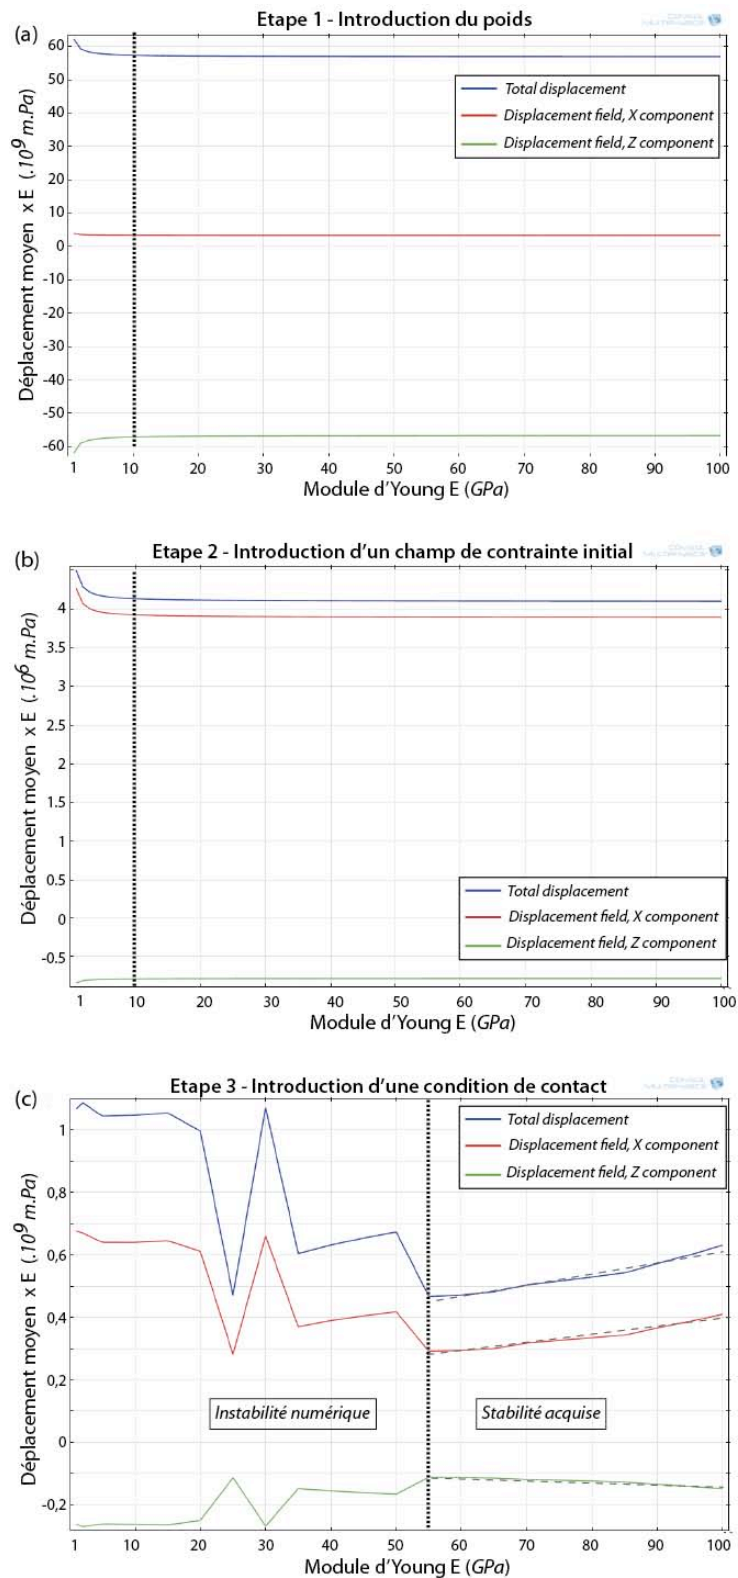 (a)
Etape 1 - Introduction du poids
60
50
40
30
20
10
0
-10
-20
-30
-40
-50
-60
Déplacement moyen x E (.10⁹ m.Pa)
Total displacement
Displacement field, X component
Displacement field, Z component
1 10 20 30 40 50 60 70 80 90 100
Module d'Young E (GPa)
(b)
Etape 2 - Introduction d'un champ de contrainte initial
4
3.5
3
2.5
2
1.5
1
0.5
0
-0.5
Déplacement moyen x E (.10⁶ m.Pa)
Total displacement
Displacement field, X component
Displacement field, Z component
1 10 20 30 40 50 60 70 80 90 100
Module d'Young E (GPa)
(c)
Etape 3 - Introduction d'une condition de contact
1
0,8
0,6
0,4
0,2
0
-0,2
Déplacement moyen x E (.10⁹ m.Pa)
Total displacement
Displacement field, X component
Displacement field, Z component
Instabilité numérique
Stabilité acquise
1 10 20 30 40 50 60 70 80 90 100
Module d'Young E (GPa)